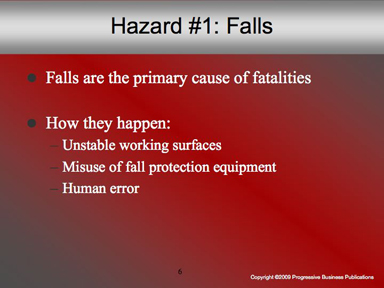 Hazard #1: Falls
Falls are the primary cause of fatalities
How they happen:
– Unstable working surfaces
– Misuse of fall protection equipment
– Human error
6
Copyright ©2009 Progressive Business Publications